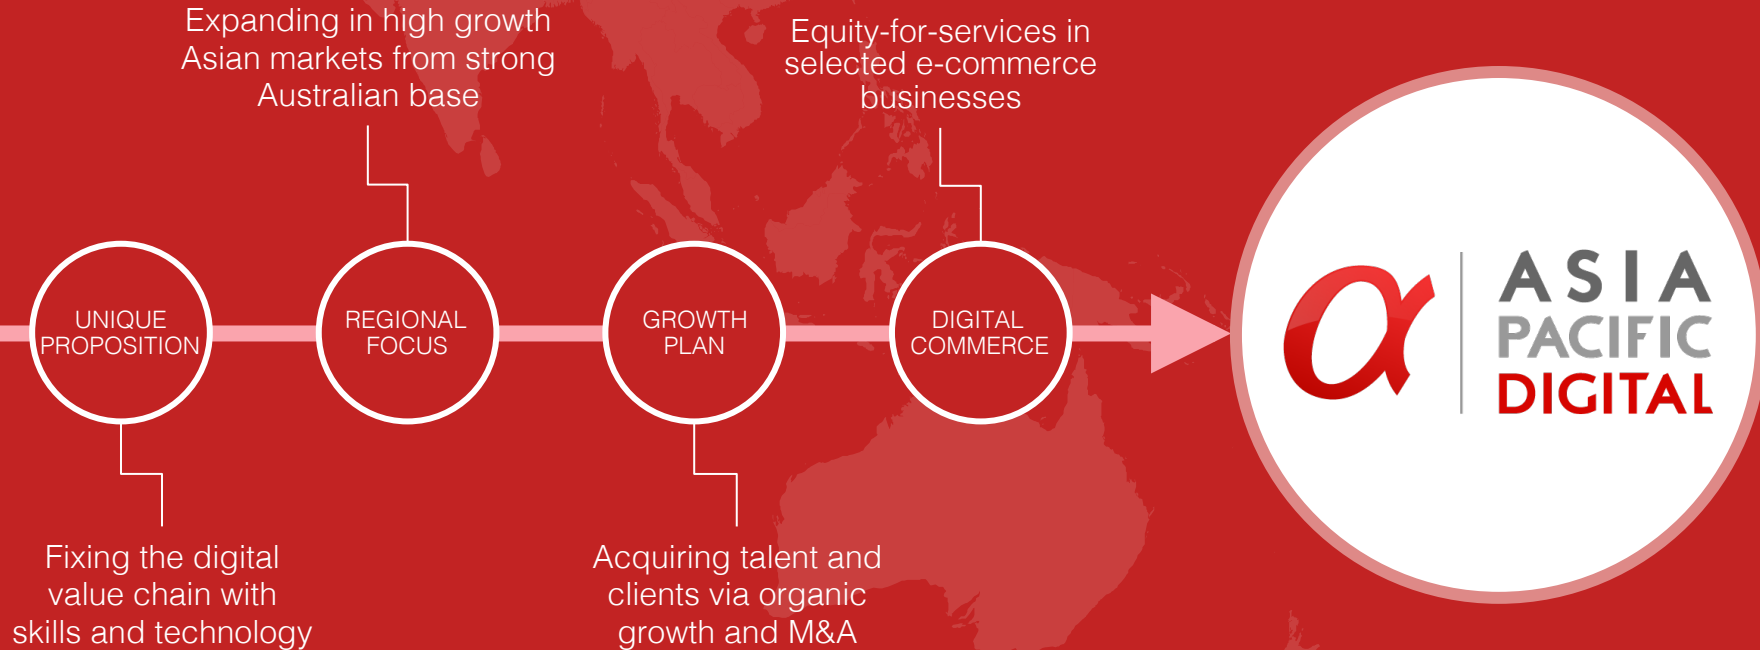 Expanding in high growth
Asian markets from strong
Australian base
Equity-for-services in
selected e-commerce
businesses
UNIQUE
PROPOSITION
REGIONAL
FOCUS
GROWTH
PLAN
DIGITAL
COMMERCE
α
ASIA
PACIFIC
DIGITAL
Fixing the digital
value chain with
skills and technology
Acquiring talent and
clients via organic
growth and M&A